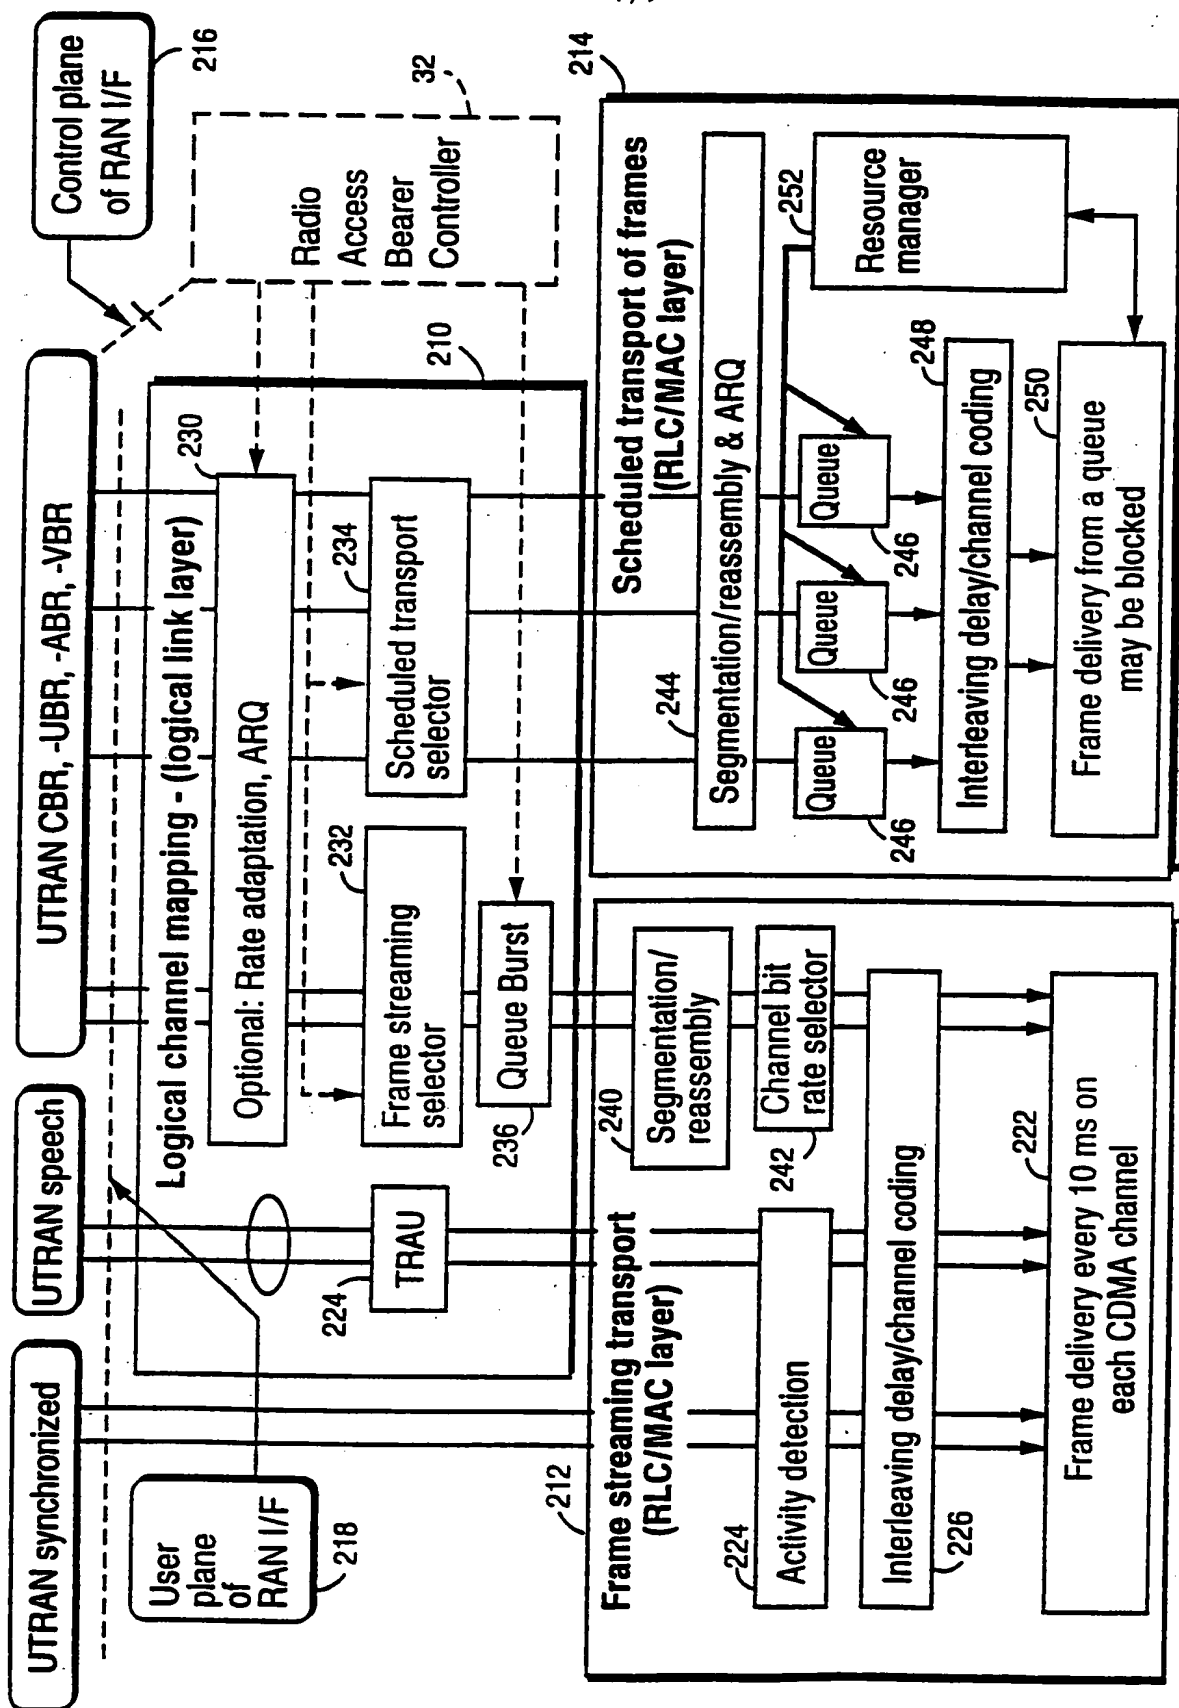 UTRAN synchronized
UTRAN speech
UTRAN CBR, -UBR, -ABR, -VBR
Control plane
of RAN I/F
216
User
plane
of
RAN I/F
218
Logical channel mapping - (logical link layer)
230
Optional: Rate adaptation, ARQ
32
Radio
Access
Bearer
Controller
210
224
TRAU
232
Frame streaming
selector
234
Scheduled transport
selector
236
Queue Burst
212
Frame streaming transport
(RLC/MAC layer)
240
Segmentation/
reassembly
224
Activity detection
242
Channel bit
rate selector
Interleaving delay/channel coding
226
222
Frame delivery every 10 ms on
each CDMA channel
214
Scheduled transport of frames
(RLC/MAC layer)
244
Segmentation/reassembly & ARQ
252
Resource
manager
Queue
246
Queue
246
Queue
246
248
Interleaving delay/channel coding
250
Frame delivery from a queue
may be blocked